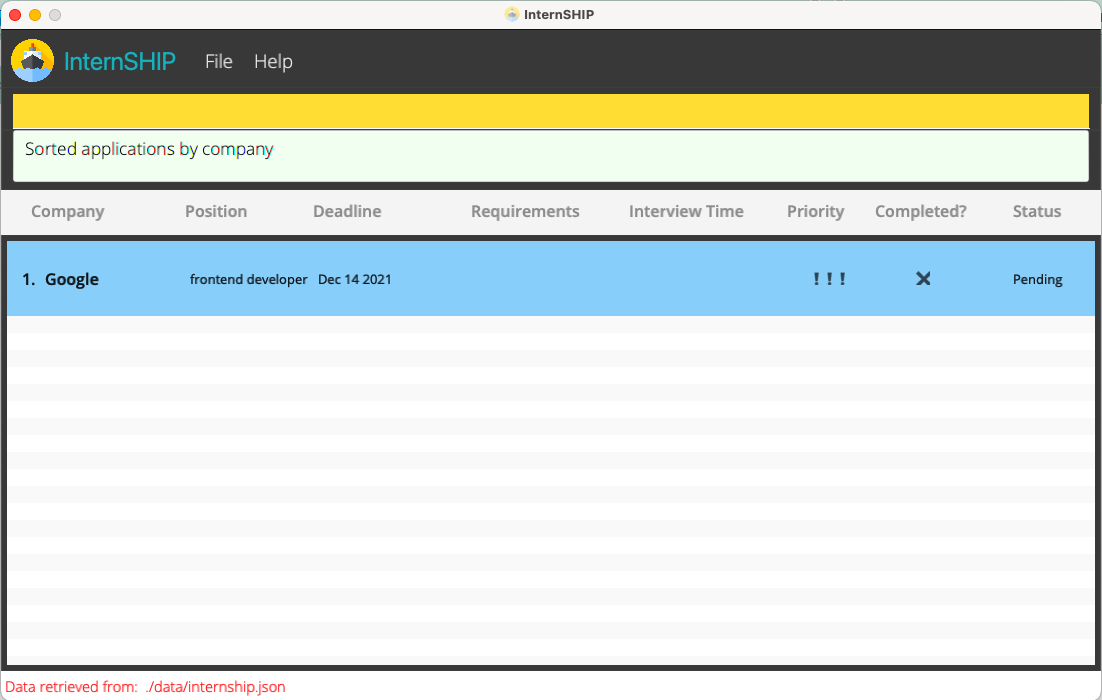 InternSHIP
InternSHIP File Help
Sorted applications by company
Company Position Deadline Requirements Interview Time Priority Completed? Status
1. Google frontend developer Dec 14 2021 ! ! ! Pending
Data retrieved from: ./data/internship.json